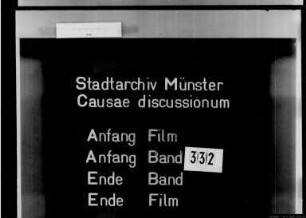 Stadtarchiv Münster
Causae discussionum
Anfang Film
Anfang Band 332
Ende Band
Ende Film